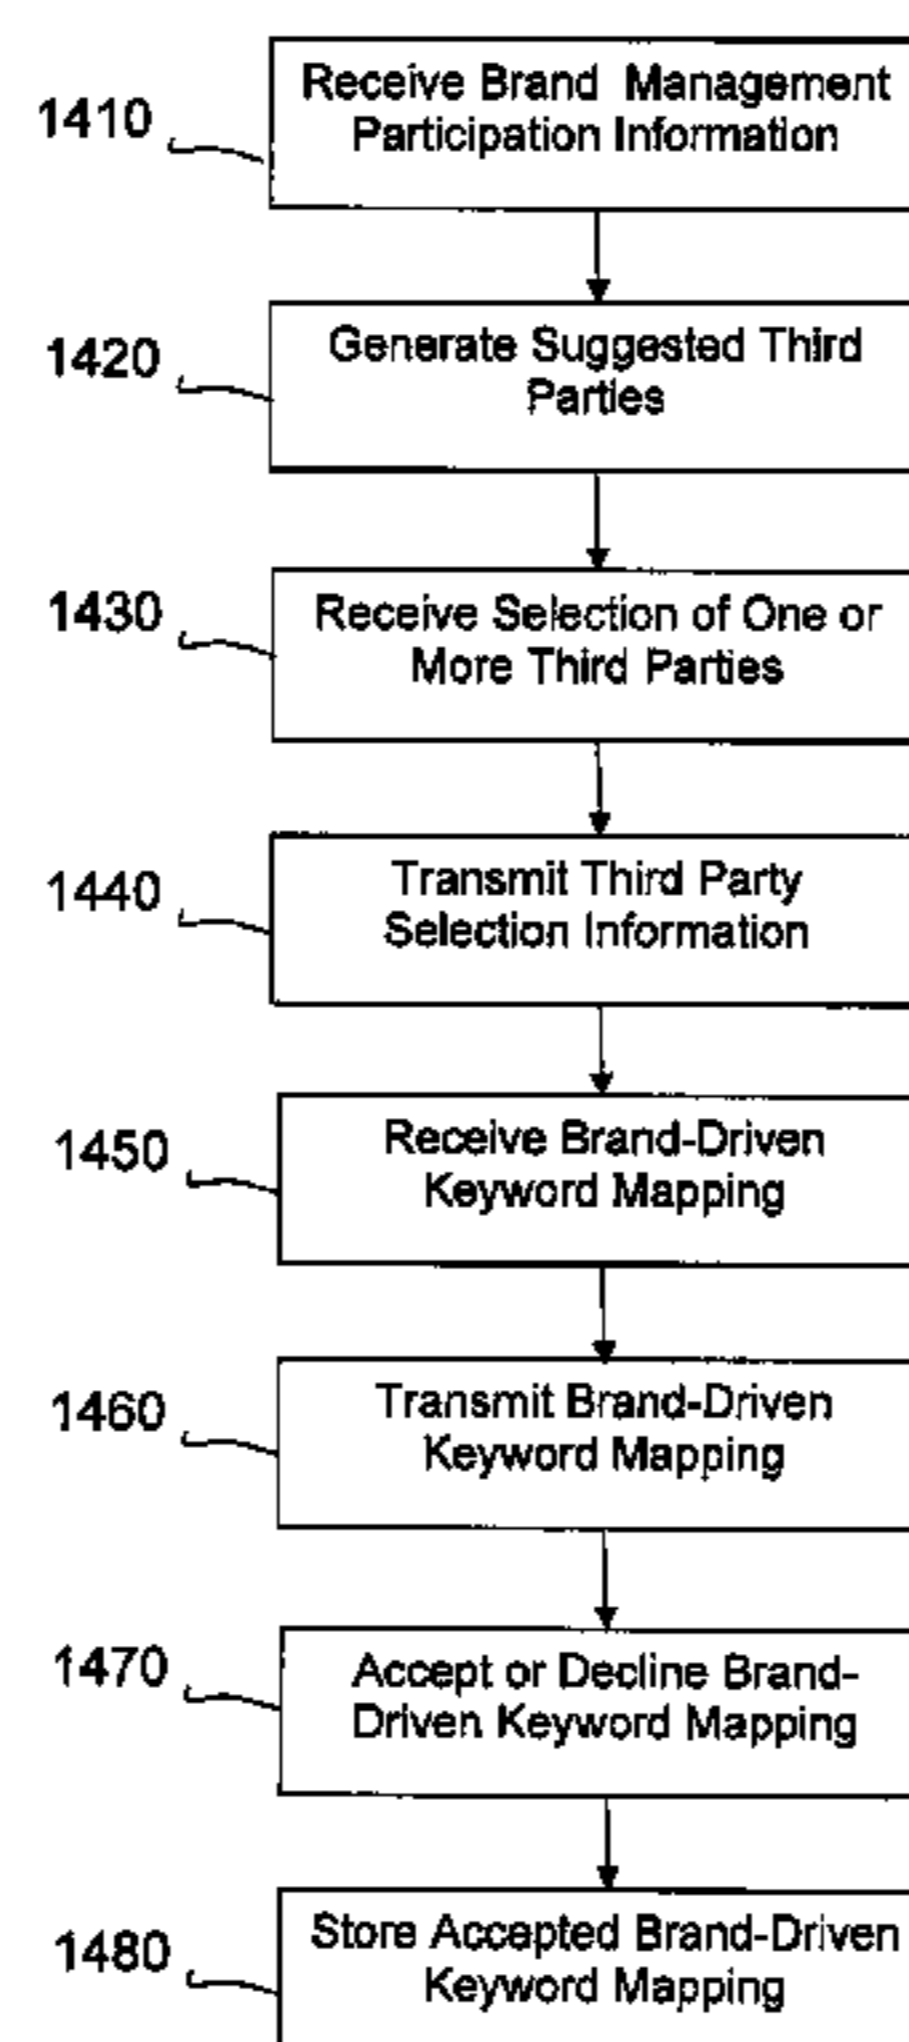 1410
Receive Brand Management
Participation Information
1420
Generate Suggested Third
Parties
1430
Receive Selection of One or
More Third Parties
1440
Transmit Third Party
Selection Information
1450
Receive Brand-Driven
Keyword Mapping
1460
Transmit Brand-Driven
Keyword Mapping
1470
Accept or Decline Brand-
Driven Keyword Mapping
1480
Store Accepted Brand-Driven
Keyword Mapping